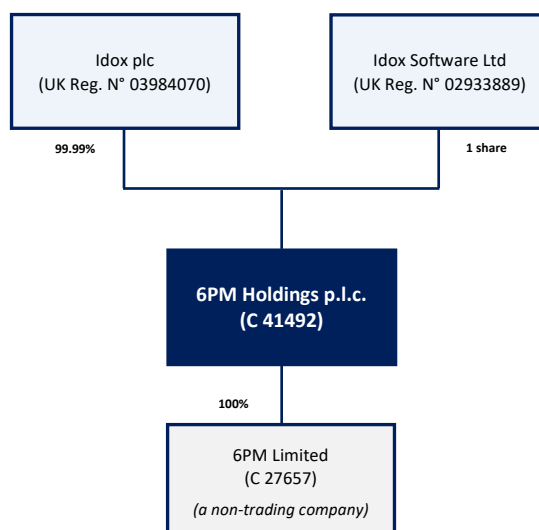 Idox plc
(UK Reg. N° 03984070)
Idox Software Ltd
(UK Reg. N° 02933889)
99.99%
1 share
6PM Holdings p.l.c.
(C 41492)
100%
6PM Limited
(C 27657)
(a non-trading company)